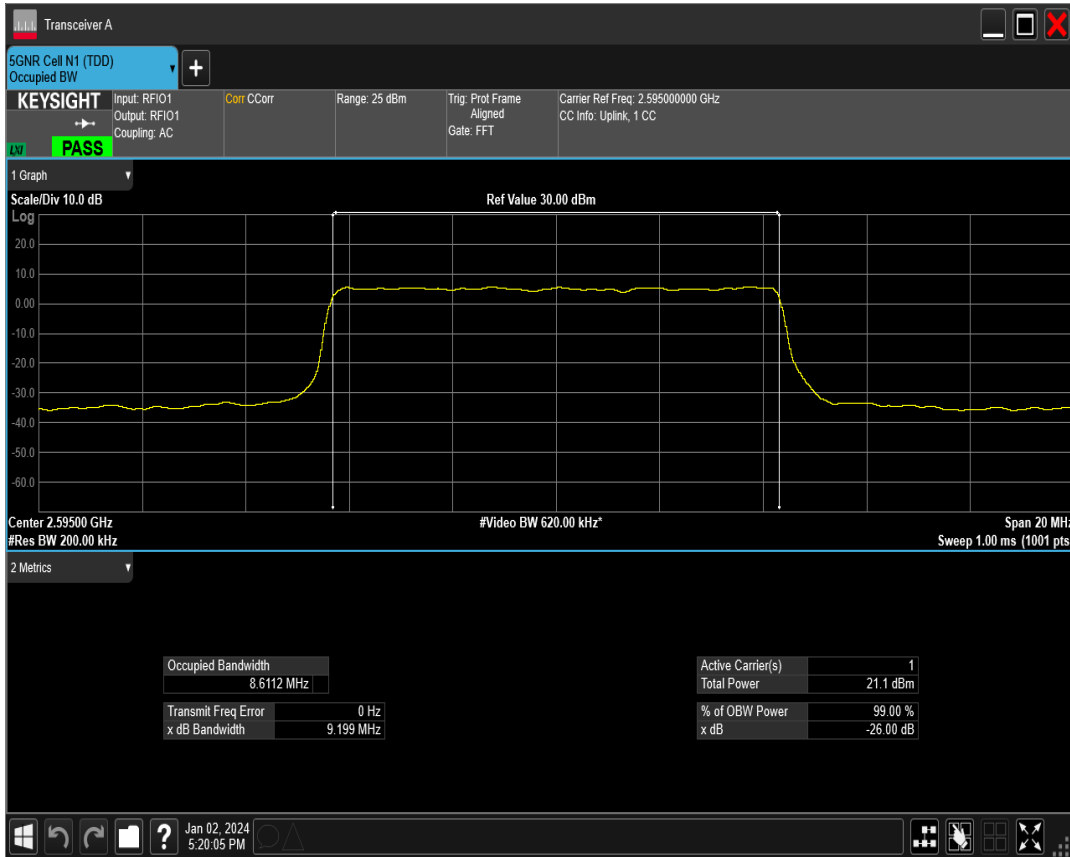 Transceiver A
5GNR Cell N1 (TDD)
Occupied BW
KEYSIGHT
LXI
PASS
Input: RFIO1
Output: RFIO1
Coupling: AC
Corr CCorr
Range: 25 dBm
Trig: Prot Frame
Aligned
Gate: FFT
Carrier Ref Freq: 2.595000000 GHz
CC Info: Uplink, 1 CC
1 Graph
Scale/Div 10.0 dB
Ref Value 30.00 dBm
Log
20.0
10.0
0.00
-10.0
-20.0
-30.0
-40.0
-50.0
-60.0
Center 2.59500 GHz
#Video BW 620.00 kHz*
Span 20 MHz
#Res BW 200.00 kHz
Sweep 1.00 ms (1001 pts
2 Metrics
Occupied Bandwidth
8.6112 MHz
Transmit Freq Error 0 Hz
x dB Bandwidth 9.199 MHz
Active Carrier(s) 1
Total Power 21.1 dBm
% of OBW Power 99.00 %
x dB -26.00 dB
?
Jan 02, 2024
5:20:05 PM